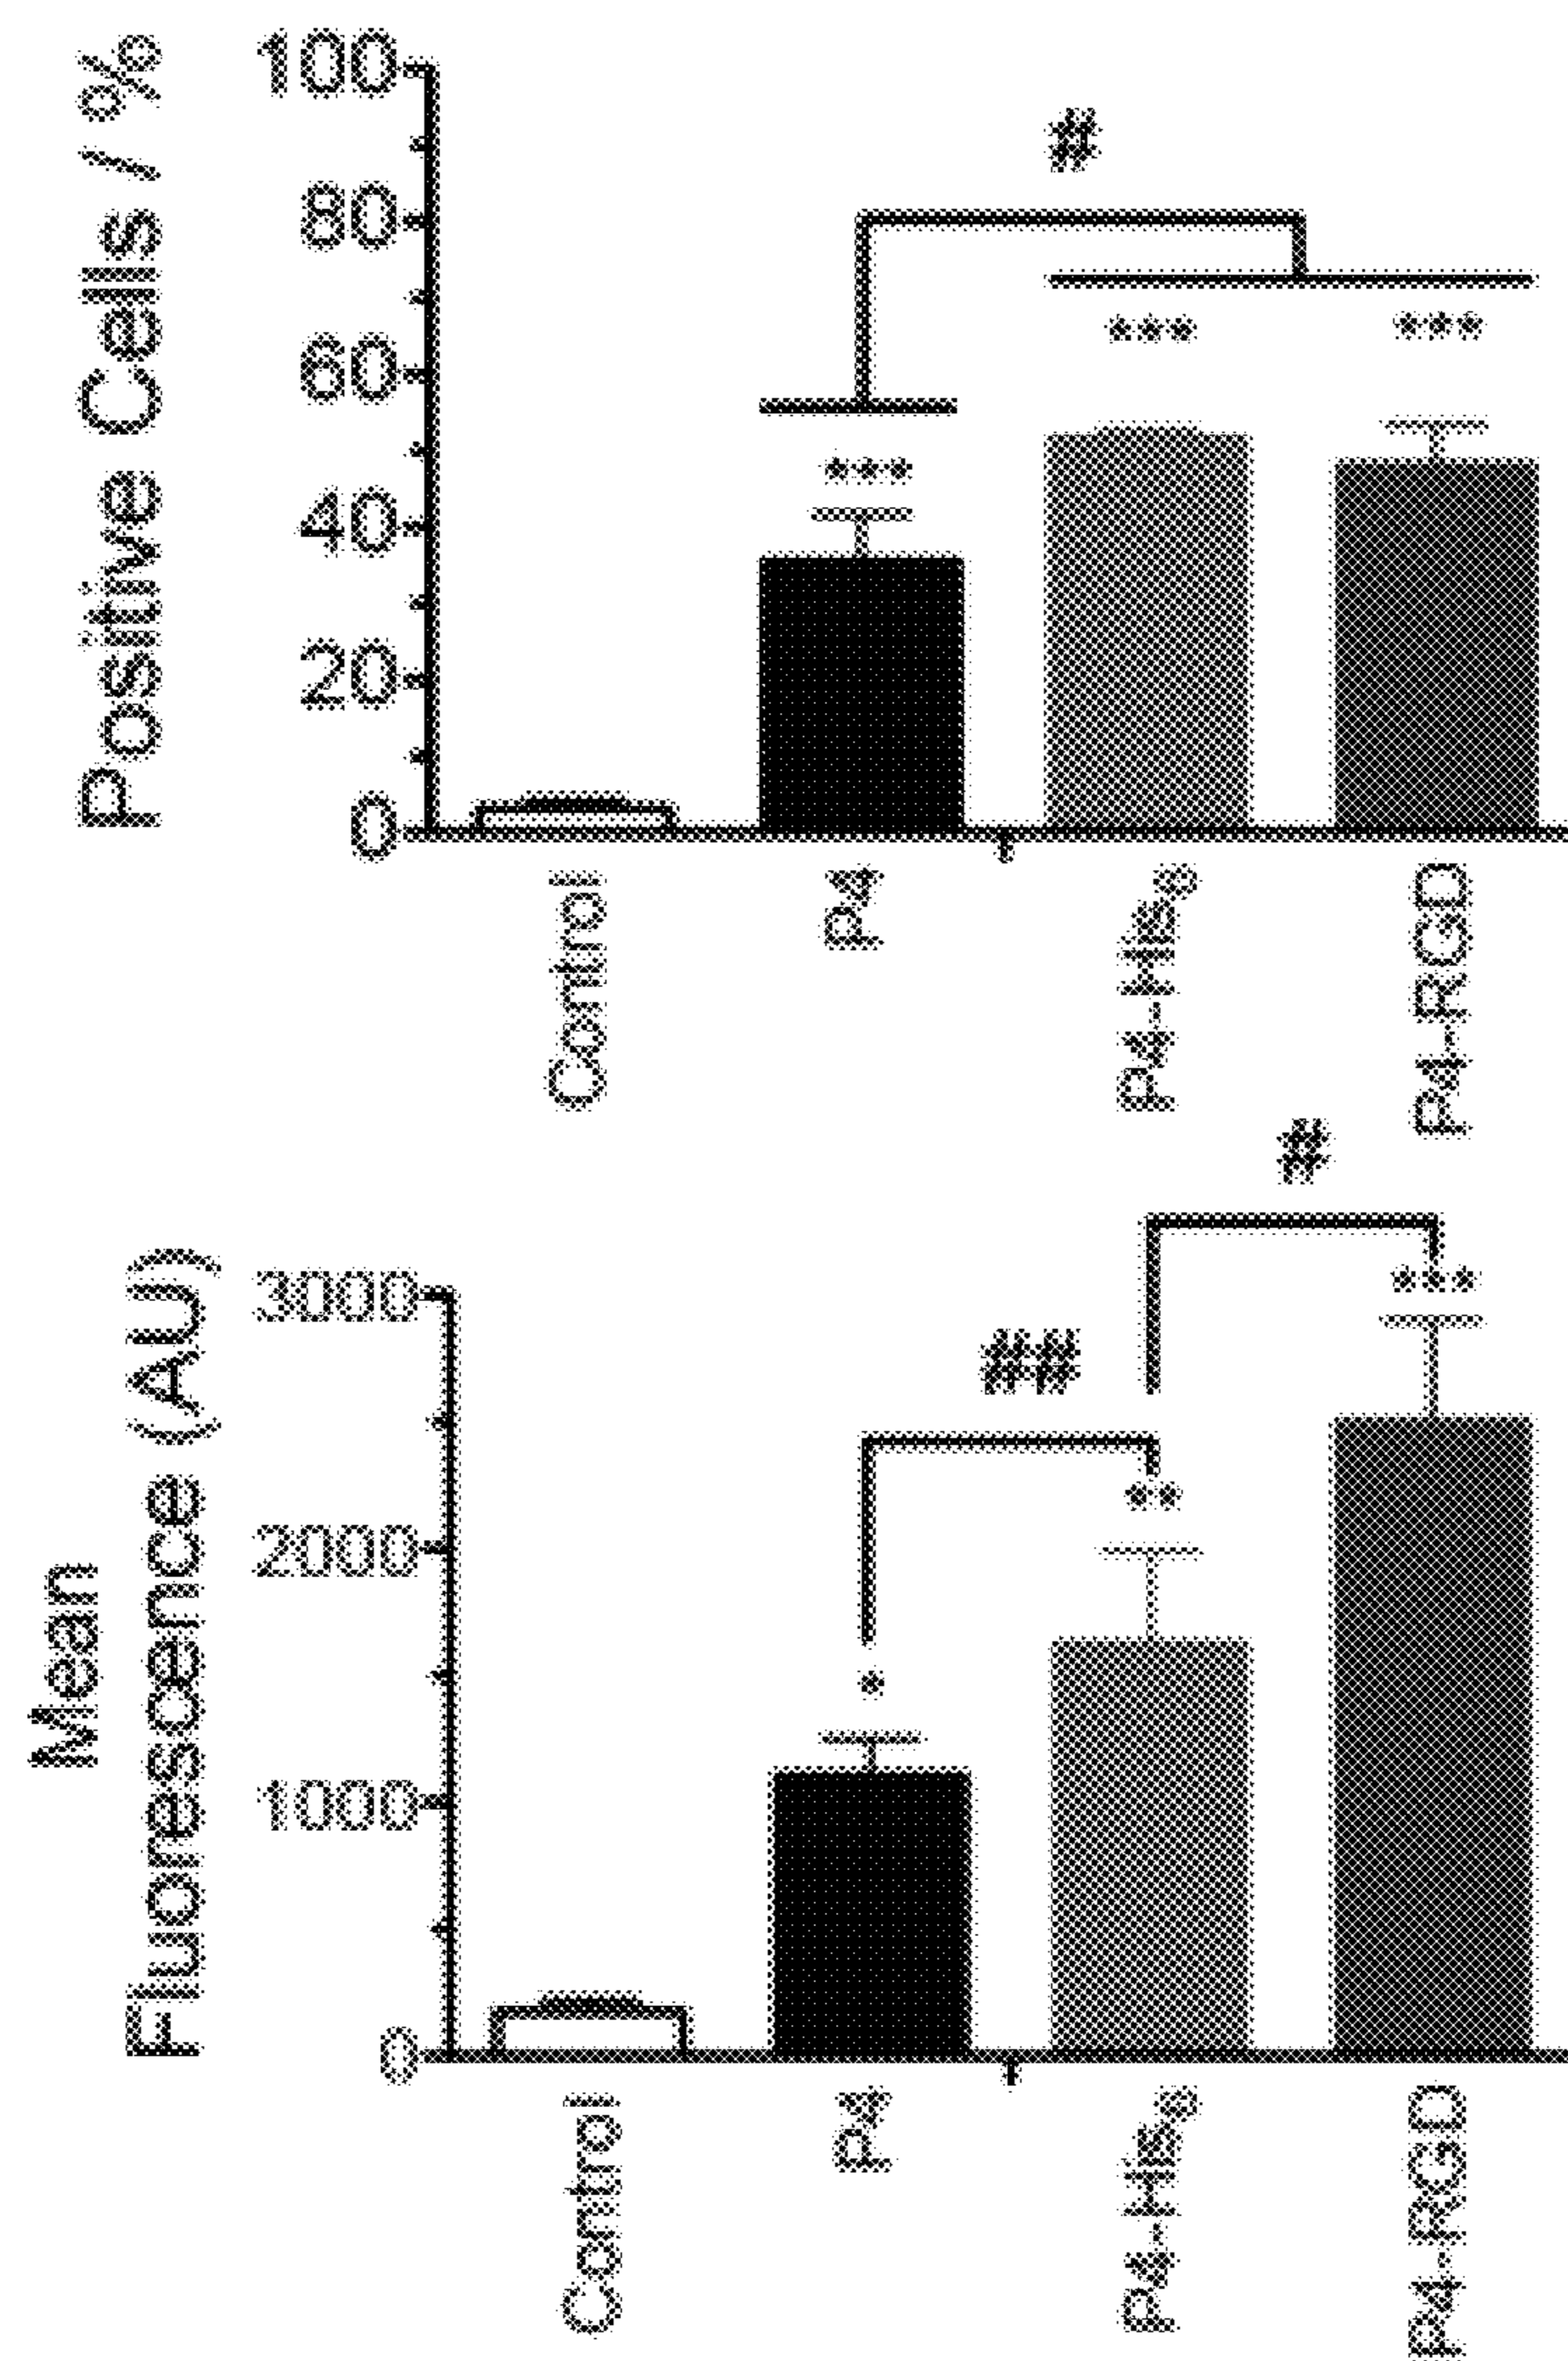 Positive Cells / %
100
80
60
40
20
0
#
***
***
***
Control
P4
P4-His6
P4-RGD
Mean
Fluorescence (AU)
3000
2000
1000
0
#
##
*
**
***
Control
P4
P4-His6
P4-RGD